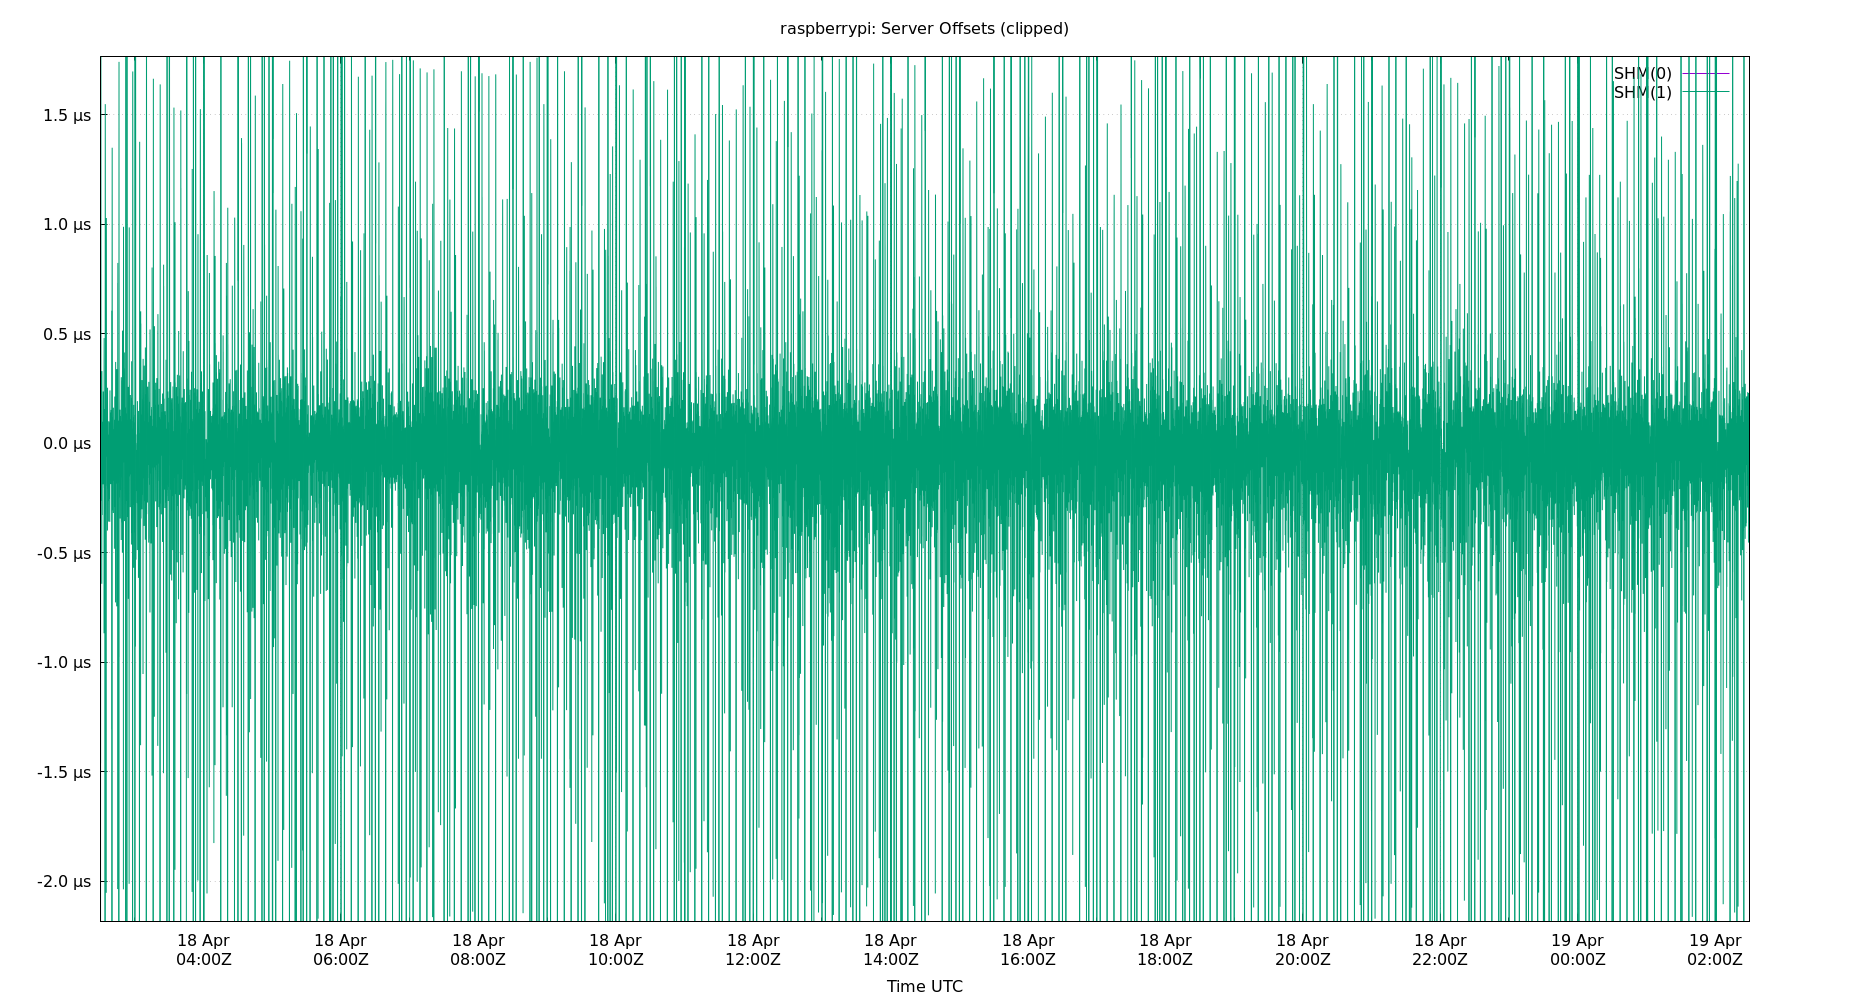 raspberrypi: Server Offsets (clipped)
SHM(0)
SHM(1)
1.5 µs
1.0 µs
0.5 µs
0.0 µs
-0.5 µs
-1.0 µs
-1.5 µs
-2.0 µs
18 Apr 18 Apr 18 Apr 18 Apr 18 Apr 18 Apr 18 Apr 18 Apr 18 Apr 18 Apr 19 Apr 19 Apr
04:00Z 06:00Z 08:00Z 10:00Z 12:00Z 14:00Z 16:00Z 18:00Z 20:00Z 22:00Z 00:00Z 02:00Z
Time UTC